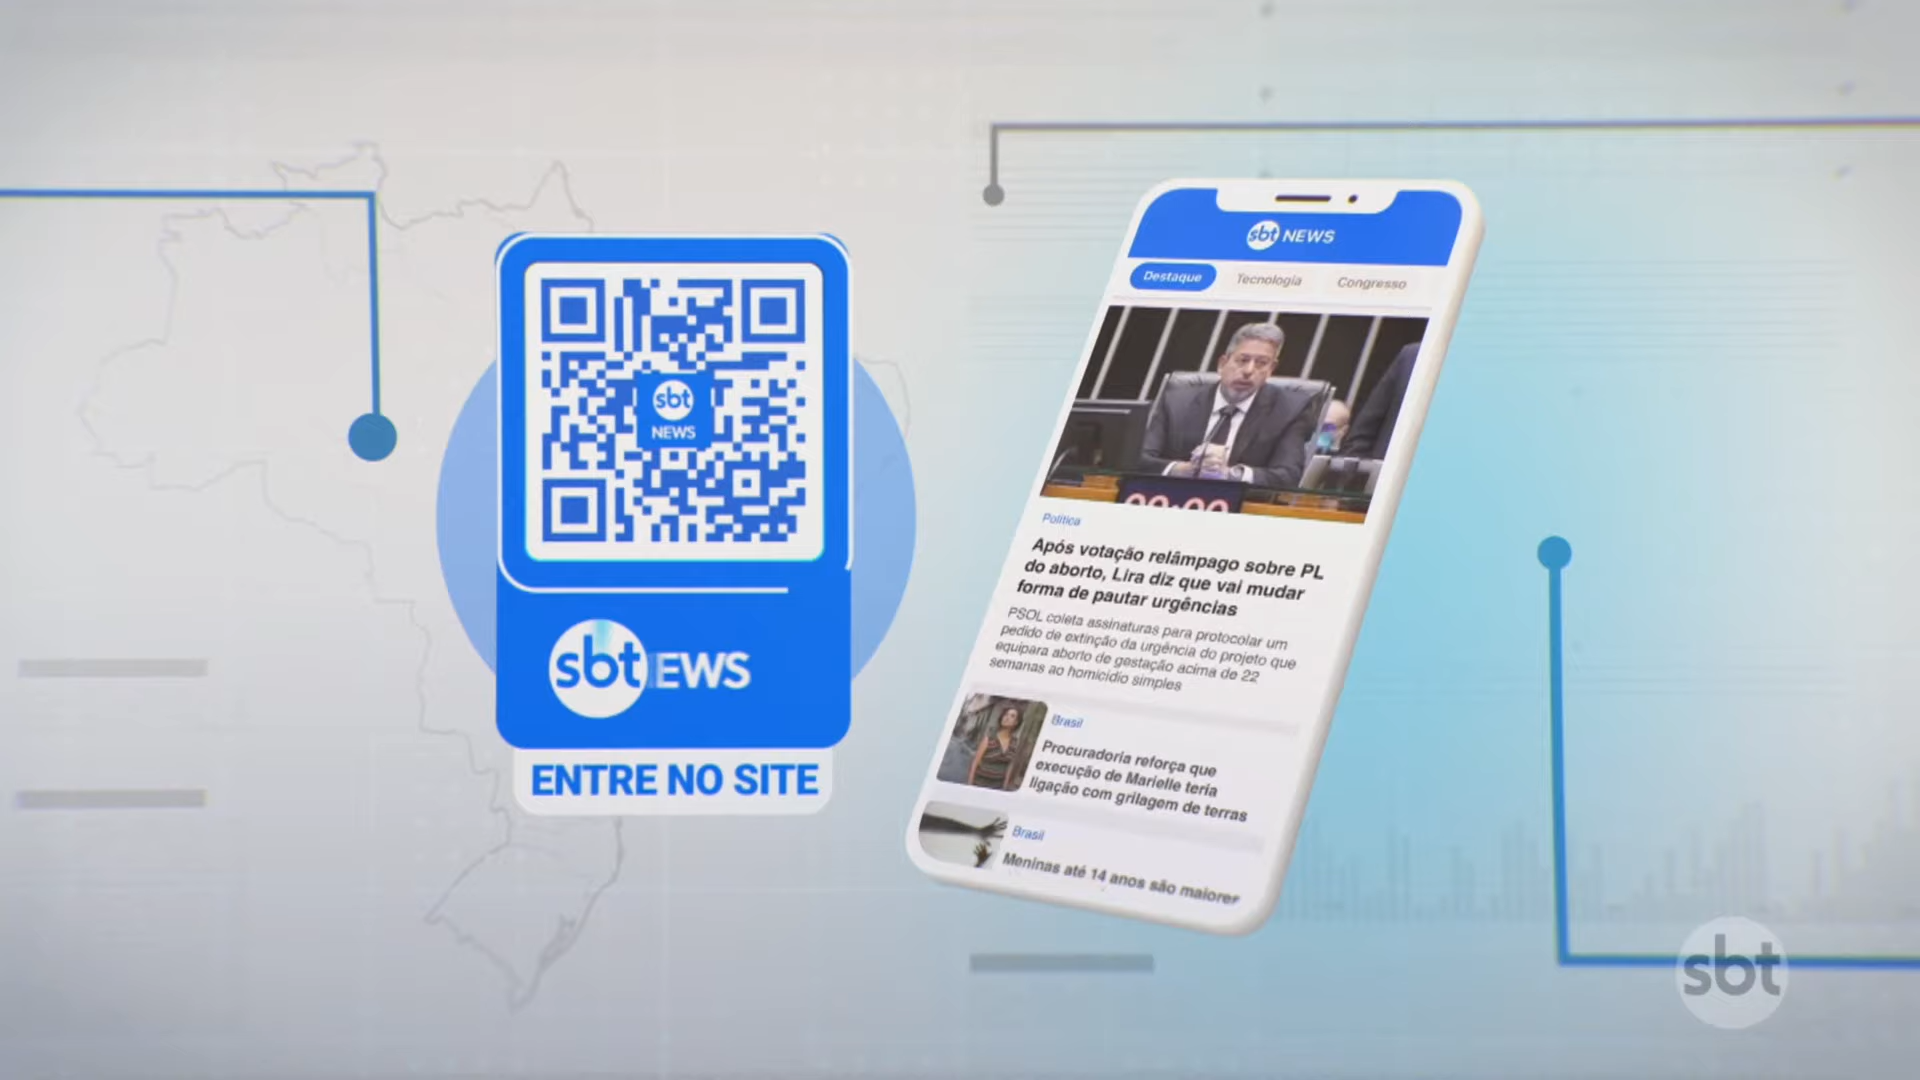 sbt
NEWS
sbt EWS
ENTRE NO SITE
sbt NEWS
Destaque Tecnologia Congresso
00:00
Política
Após votação relâmpago sobre PL
do aborto, Lira diz que vai mudar
forma de pautar urgências
PSOL coleta assinaturas para protocolar um
pedido de extinção da urgência do projeto que
equipara aborto de gestação acima de 22
semanas ao homicídio simples
Brasil
Procuradoria reforça que
execução de Marielle teria
ligação com grilagem de terras
Brasil
Meninas até 14 anos são maiores
sbt